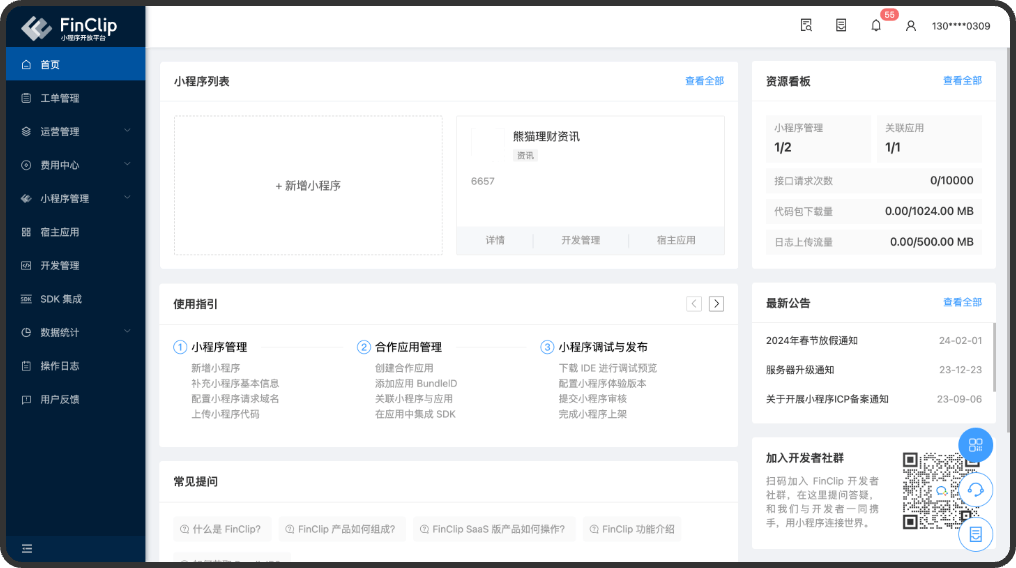 FinClip
小程序开放平台
55
130****0309
首页
工单管理
运营管理
费用中心
小程序管理
宿主应用
开发管理
SDK 集成
数据统计
操作日志
用户反馈
小程序列表
查看全部
+ 新增小程序
熊猫理财资讯
资讯
6657
详情
开发管理
宿主应用
资源看板
查看全部
小程序管理
1/2
关联应用
1/1
接口请求次数
0/10000
代码包下载量
0.00/1024.00 MB
日志上传流量
0.00/500.00 MB
使用指引
1 小程序管理
新增小程序
补充小程序基本信息
配置小程序请求域名
上传小程序代码
2 合作应用管理
创建合作应用
添加应用 BundleID
关联小程序与应用
在应用中集成 SDK
3 小程序调试与发布
下载 IDE 进行调试预览
配置小程序体验版本
提交小程序审核
完成小程序上架
最新公告
查看全部
2024年春节放假通知
24-02-01
服务器升级通知
23-12-23
关于开展小程序ICP备案通知
23-09-06
常见提问
什么是 FinClip?
FinClip 产品如何组成?
FinClip SaaS 版产品如何操作?
FinClip 功能介绍
加入开发者社群
扫码加入 FinClip 开发者
社群，在这里提问答疑，
和我们与开发者一同携
手，用小程序连接世界。